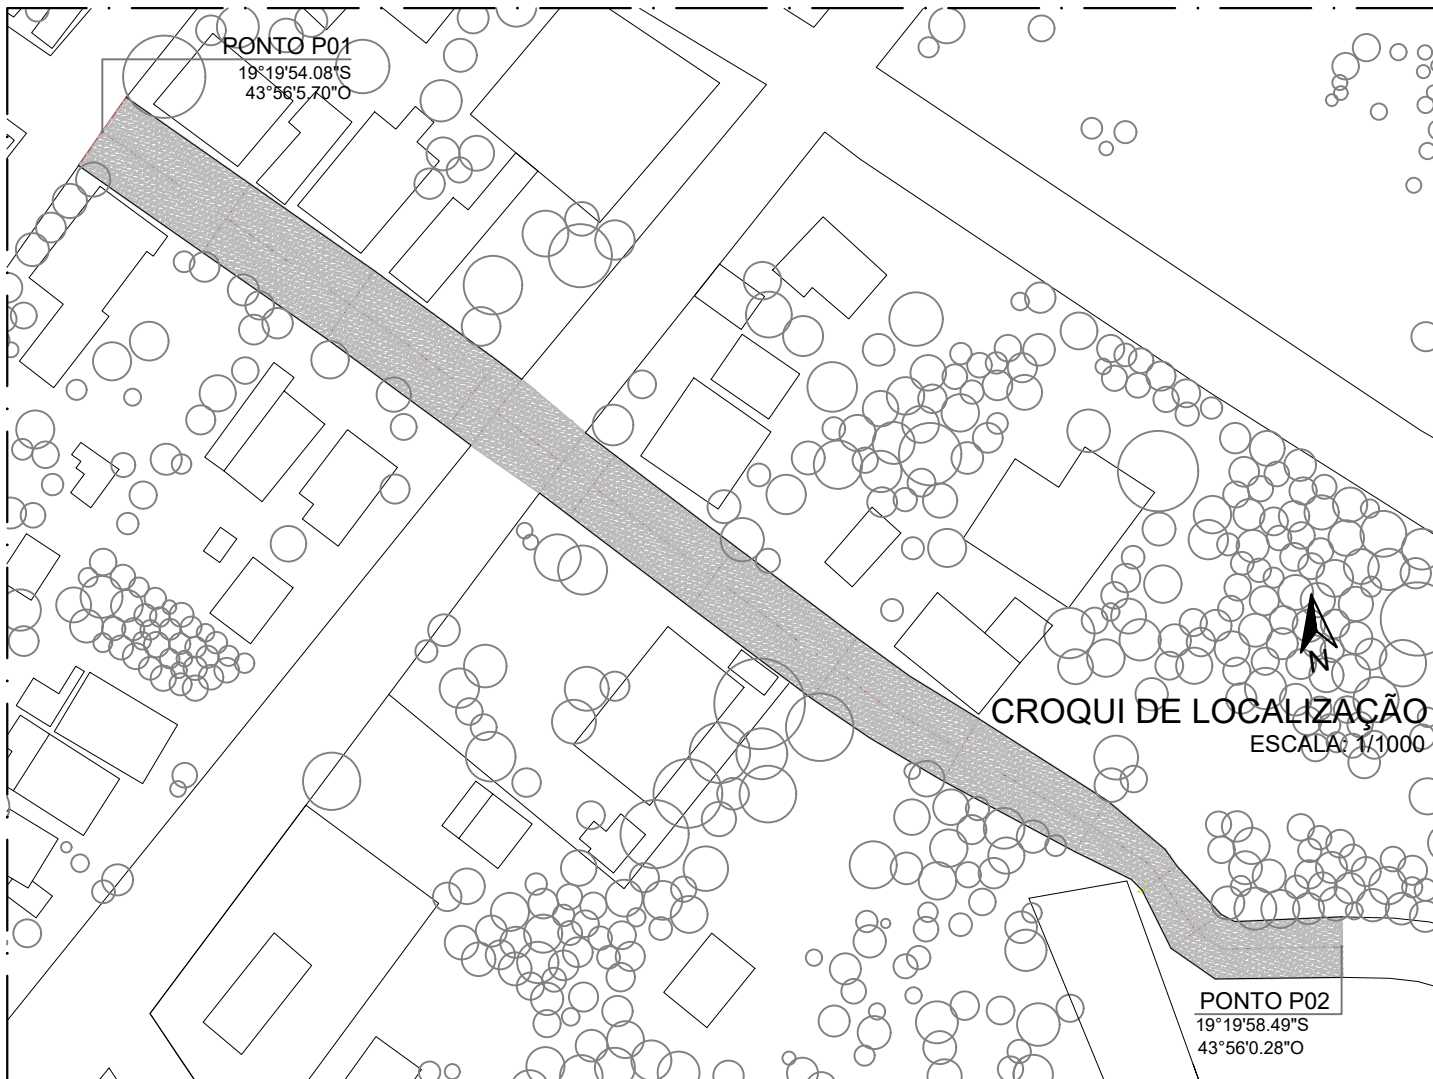 PONTO P01
19°19'54.08"S
43°56'5.70"O
N
CROQUI DE LOCALIZAÇÃO
ESCALA: 1/1000
PONTO P02
19°19'58.49"S
43°56'0.28"O